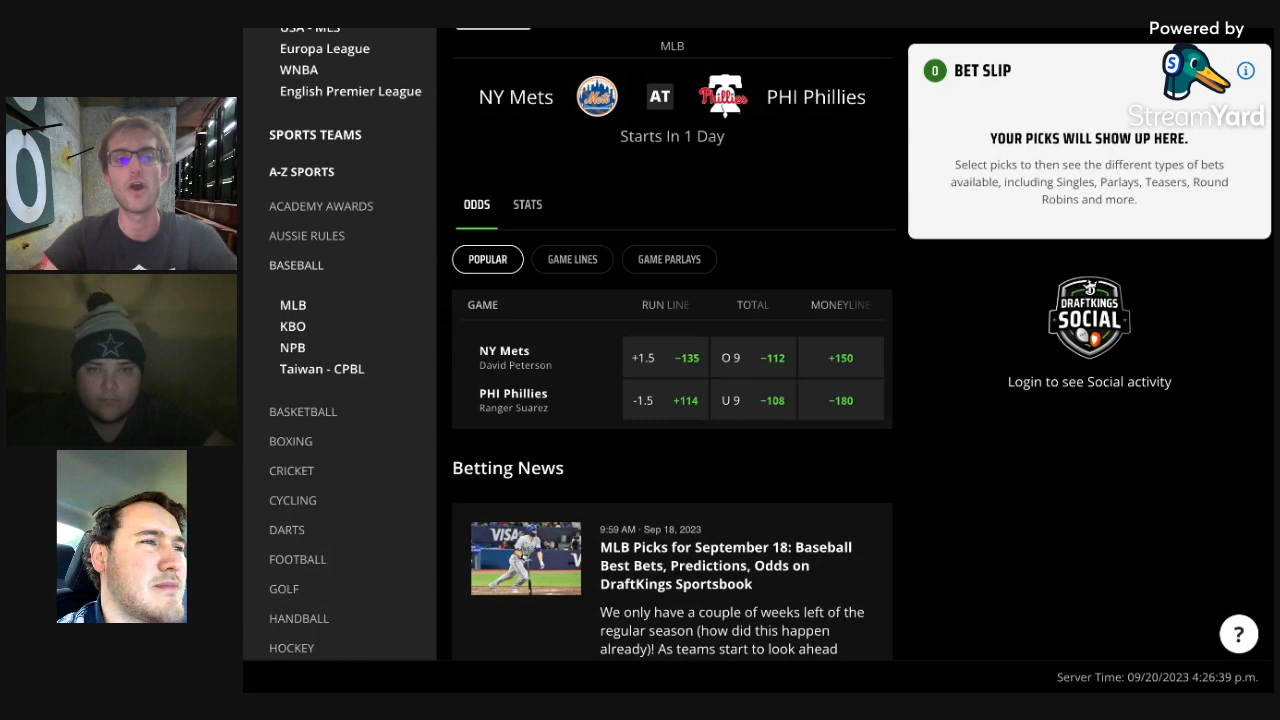 Powered by
StreamYard
USA - MLS
Europa League
WNBA
English Premier League
SPORTS TEAMS
A-Z SPORTS
ACADEMY AWARDS
AUSSIE RULES
BASEBALL
MLB
KBO
NPB
Taiwan - CPBL
BASKETBALL
BOXING
CRICKET
CYCLING
DARTS
FOOTBALL
GOLF
HANDBALL
HOCKEY
MLB
NY Mets
Mets
AT
Phillies
PHI Phillies
Starts In 1 Day
ODDS STATS
POPULAR GAME LINES GAME PARLAYS
GAME RUN LINE TOTAL MONEYLINE
NY Mets
David Peterson
+1.5 −135 O 9 −112 +150
PHI Phillies
Ranger Suarez
-1.5 +114 U 9 −108 −180
Betting News
VISA
9:59 AM · Sep 18, 2023
MLB Picks for September 18: Baseball
Best Bets, Predictions, Odds on
DraftKings Sportsbook
We only have a couple of weeks left of the
regular season (how did this happen
already)! As teams start to look ahead
0 BET SLIP
S
YOUR PICKS WILL SHOW UP HERE.
Select picks to then see the different types of bets
available, including Singles, Parlays, Teasers, Round
Robins and more.
DRAFTKINGS
SOCIAL
Login to see Social activity
?
Server Time: 09/20/2023 4:26:39 p.m.